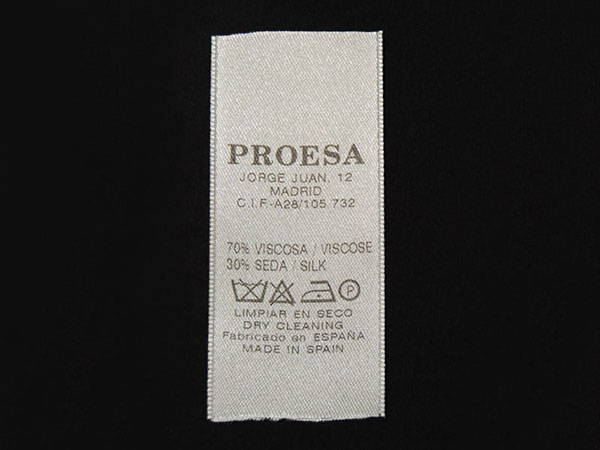 PROESA
JORGE JUAN, 12
MADRID
C.I.F.-A28/105.732
70% VISCOSA / VISCOSE
30% SEDA / SILK
P
LIMPIAR EN SECO
DRY CLEANING
Fabricado en ESPAÑA
MADE IN SPAIN